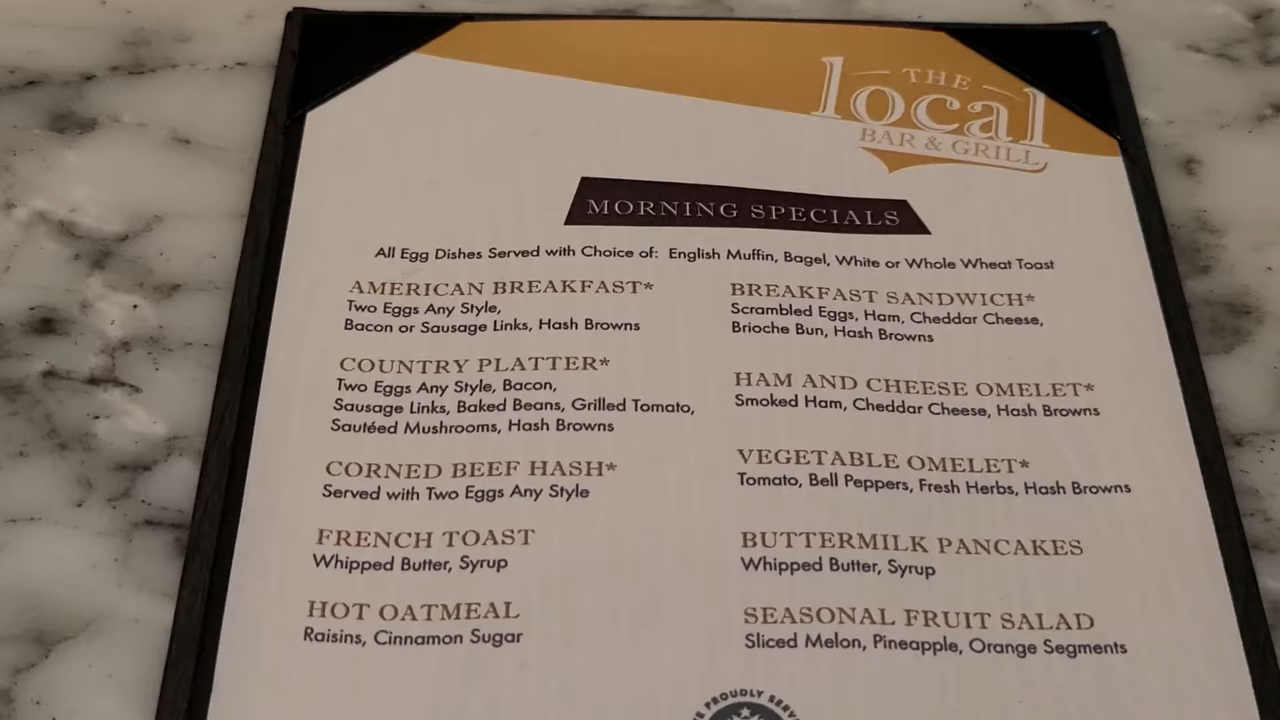 THE
local
BAR & GRILL
MORNING SPECIALS
All Egg Dishes Served with Choice of: English Muffin, Bagel, White or Whole Wheat Toast
AMERICAN BREAKFAST*
Two Eggs Any Style,
Bacon or Sausage Links, Hash Browns
COUNTRY PLATTER*
Two Eggs Any Style, Bacon,
Sausage Links, Baked Beans, Grilled Tomato,
Sautéed Mushrooms, Hash Browns
CORNED BEEF HASH*
Served with Two Eggs Any Style
FRENCH TOAST
Whipped Butter, Syrup
HOT OATMEAL
Raisins, Cinnamon Sugar
BREAKFAST SANDWICH*
Scrambled Eggs, Ham, Cheddar Cheese,
Brioche Bun, Hash Browns
HAM AND CHEESE OMELET*
Smoked Ham, Cheddar Cheese, Hash Browns
VEGETABLE OMELET*
Tomato, Bell Peppers, Fresh Herbs, Hash Browns
BUTTERMILK PANCAKES
Whipped Butter, Syrup
SEASONAL FRUIT SALAD
Sliced Melon, Pineapple, Orange Segments
PROUDLY